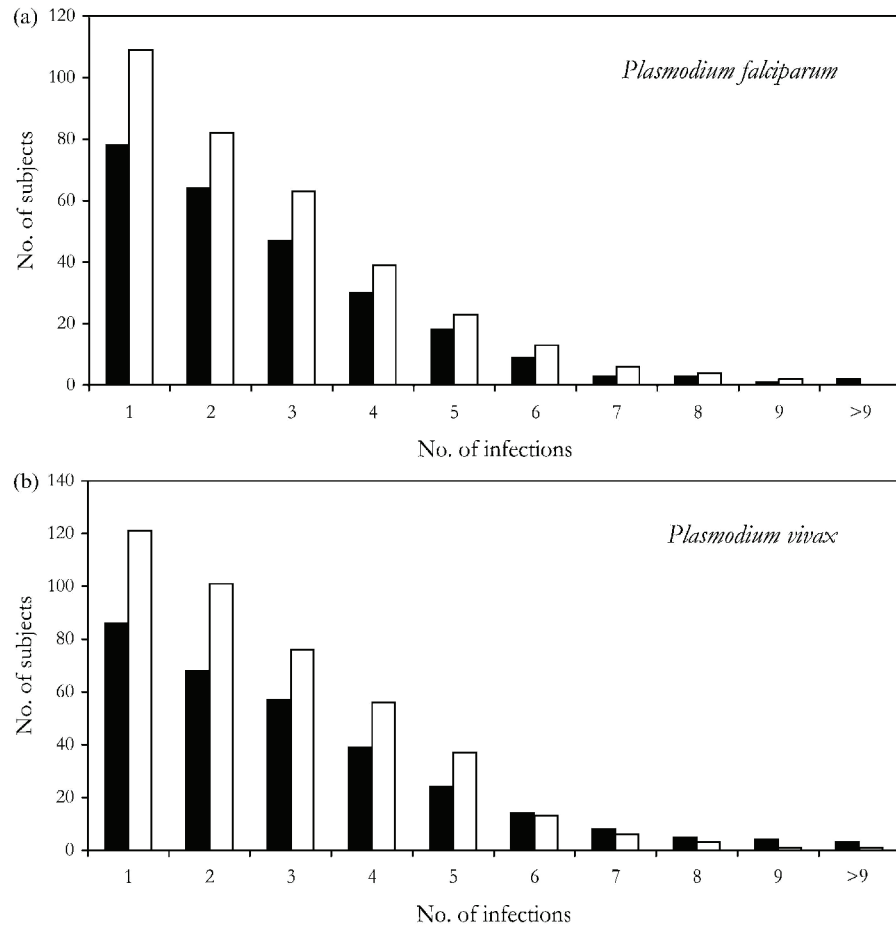 (a)
120
100
80
60
40
20
0
No. of subjects
Plasmodium falciparum
1 2 3 4 5 6 7 8 9 >9
No. of infections
(b)
140
120
100
80
60
40
20
0
No. of subjects
Plasmodium vivax
1 2 3 4 5 6 7 8 9 >9
No. of infections